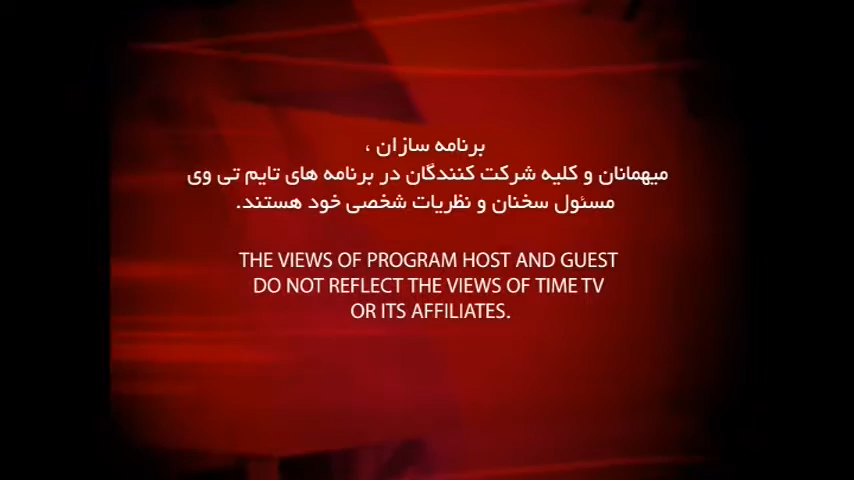 برنامه سازان ،
میهمانان و کلیه شرکت کنندگان در برنامه های تایم تی وی
مسئول سخنان و نظریات شخصی خود هستند.
THE VIEWS OF PROGRAM HOST AND GUEST
DO NOT REFLECT THE VIEWS OF TIME TV
OR ITS AFFILIATES.